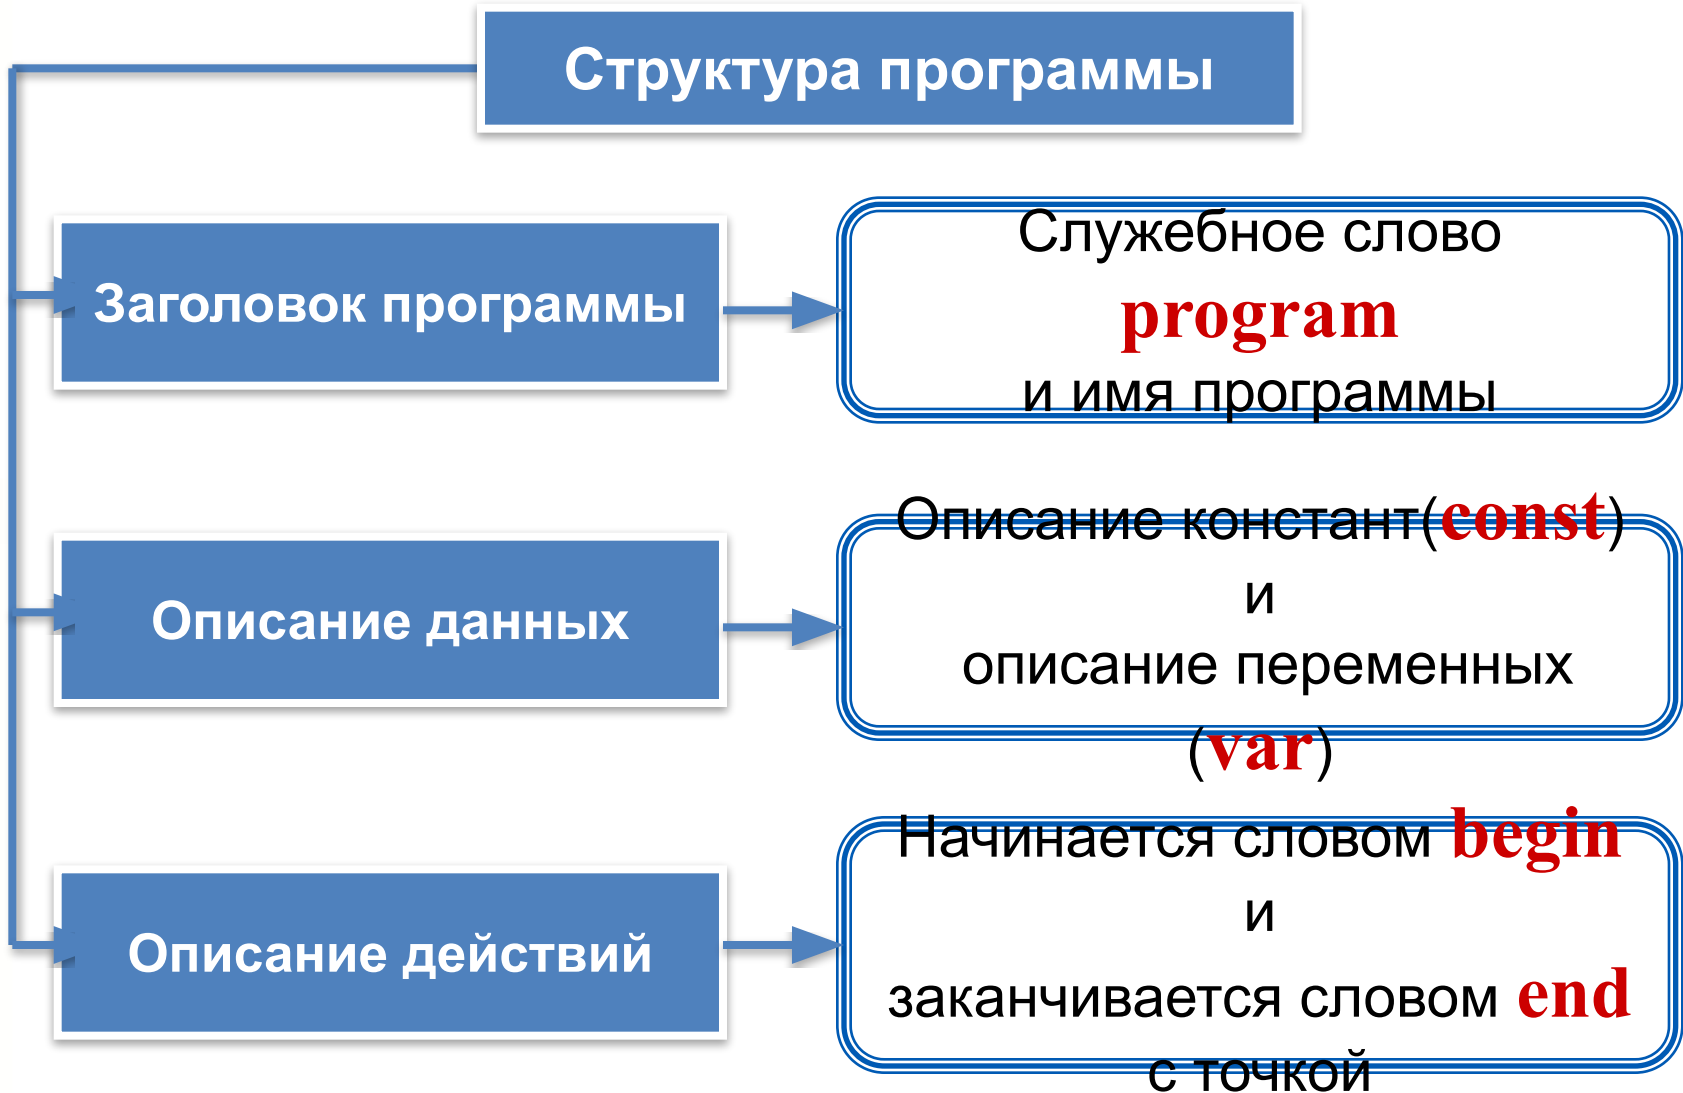 Структура программы
Заголовок программы
Служебное слово
program
и имя программы
Описание данных
Описание констант(const)
и
описание переменных
(var)
Описание действий
Начинается словом begin
и
заканчивается словом end
с точкой